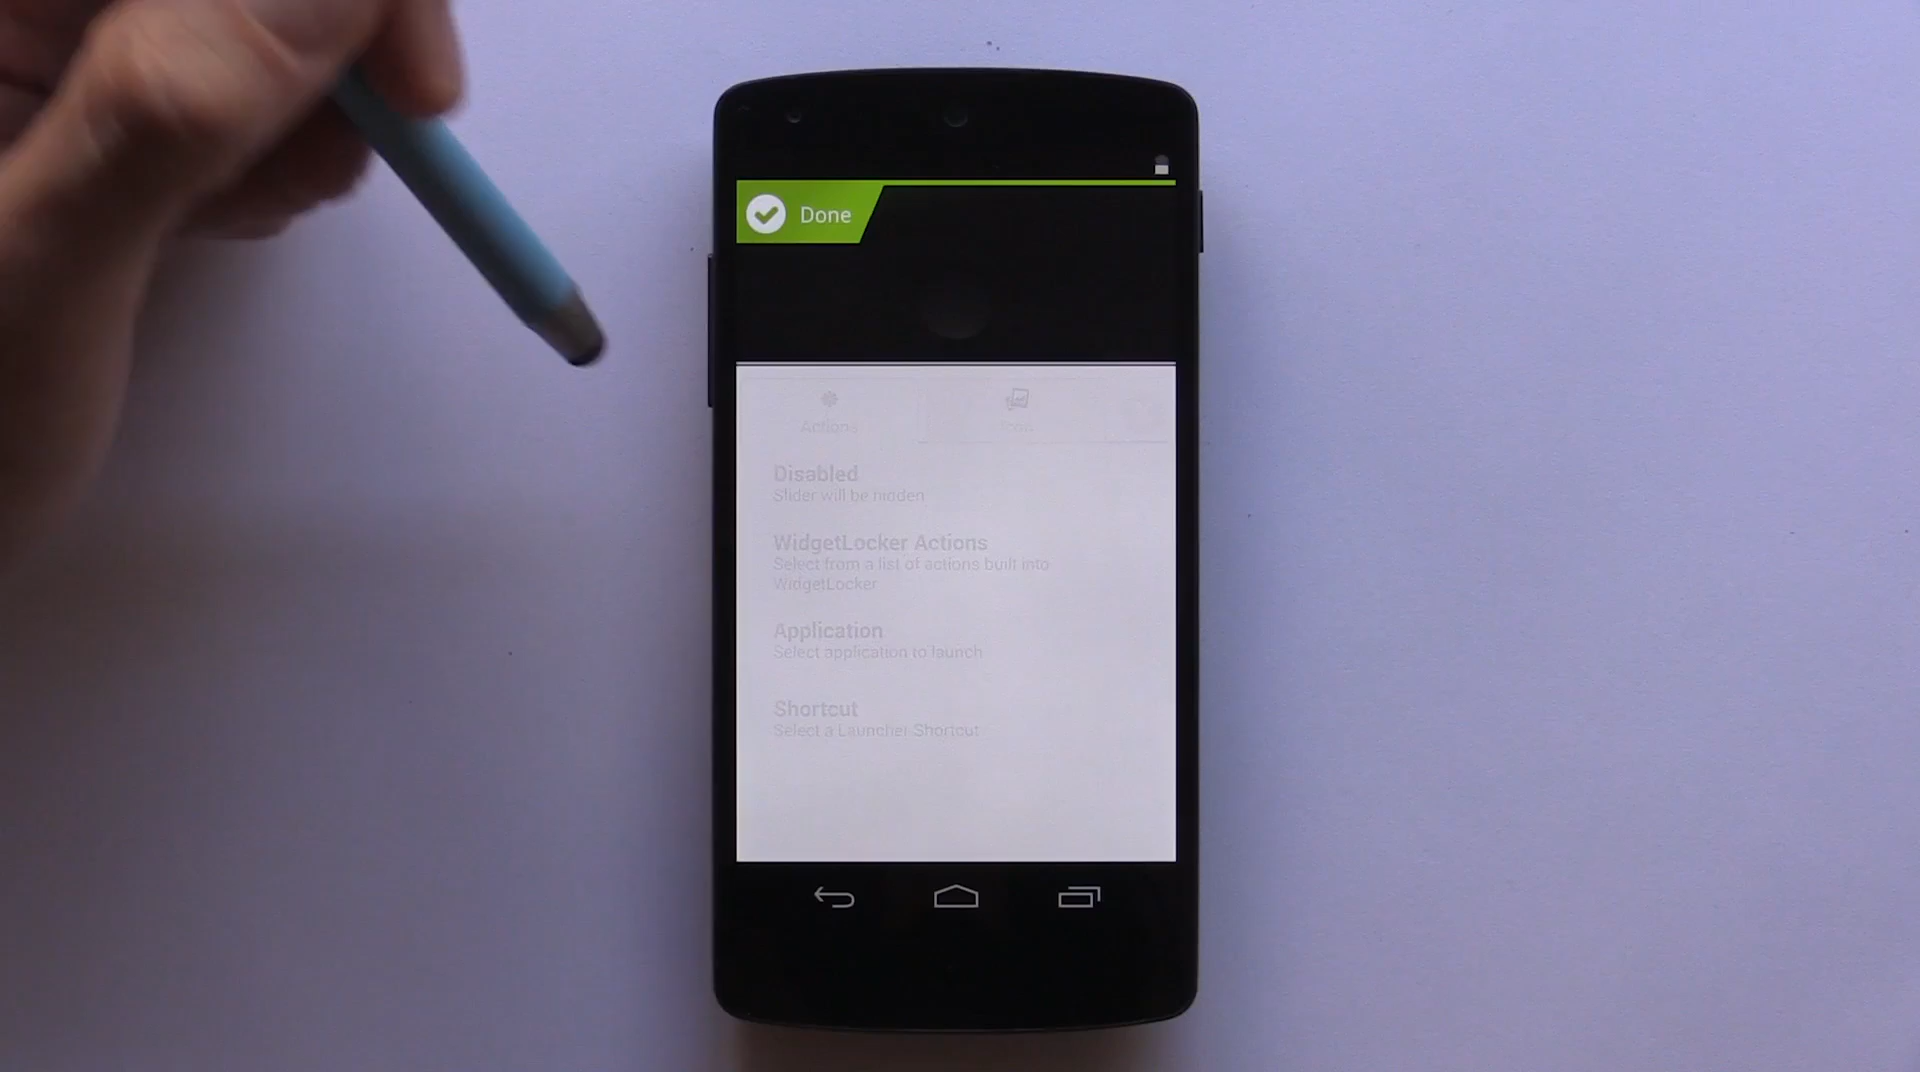 Done
Actions
Icon
Disabled
Slider will be hidden
WidgetLocker Actions
Select from a list of actions built into
WidgetLocker
Application
Select application to launch
Shortcut
Select a Launcher Shortcut